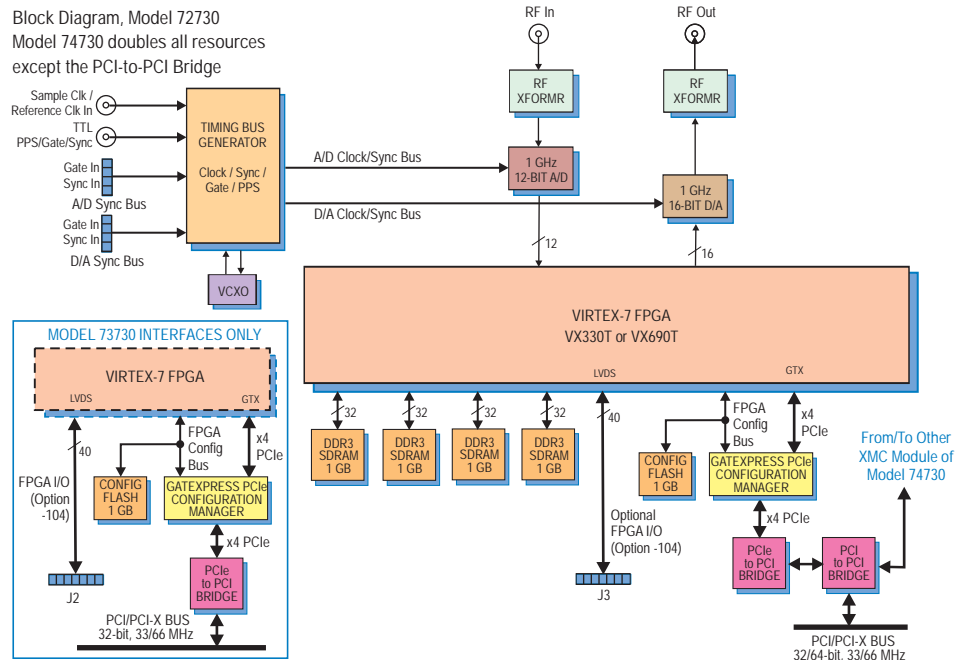 Block Diagram, Model 72730
Model 74730 doubles all resources
except the PCI-to-PCI Bridge
RF In
RF Out
Sample Clk /
Reference Clk In
TTL
PPS/Gate/Sync
Gate In
Sync In
A/D Sync Bus
Gate In
Sync In
D/A Sync Bus
TIMING BUS
GENERATOR
Clock / Sync /
Gate / PPS
VCXO
A/D Clock/Sync Bus
D/A Clock/Sync Bus
RF
XFORMR
RF
XFORMR
1 GHz
12-BIT A/D
1 GHz
16-BIT D/A
12
16
VIRTEX-7 FPGA
VX330T or VX690T
LVDS
GTX
32
32
32
32
40
DDR3
SDRAM
1 GB
DDR3
SDRAM
1 GB
DDR3
SDRAM
1 GB
DDR3
SDRAM
1 GB
FPGA
Config
Bus
x4
PCIe
CONFIG
FLASH
1 GB
GATEXPRESS PCIe
CONFIGURATION
MANAGER
From/To Other
XMC Module of
Model 74730
Optional
FPGA I/O
(Option -104)
J3
x4 PCIe
PCIe
to PCI
BRIDGE
PCI
to PCI
BRIDGE
PCI/PCI-X BUS
32/64-bit, 33/66 MHz
MODEL 73730 INTERFACES ONLY
VIRTEX-7 FPGA
LVDS
GTX
40
FPGA
Config
Bus
x4
PCIe
FPGA I/O
(Option
-104)
CONFIG
FLASH
1 GB
GATEXPRESS PCIe
CONFIGURATION
MANAGER
x4 PCIe
PCIe
to PCI
BRIDGE
J2
PCI/PCI-X BUS
32-bit, 33/66 MHz